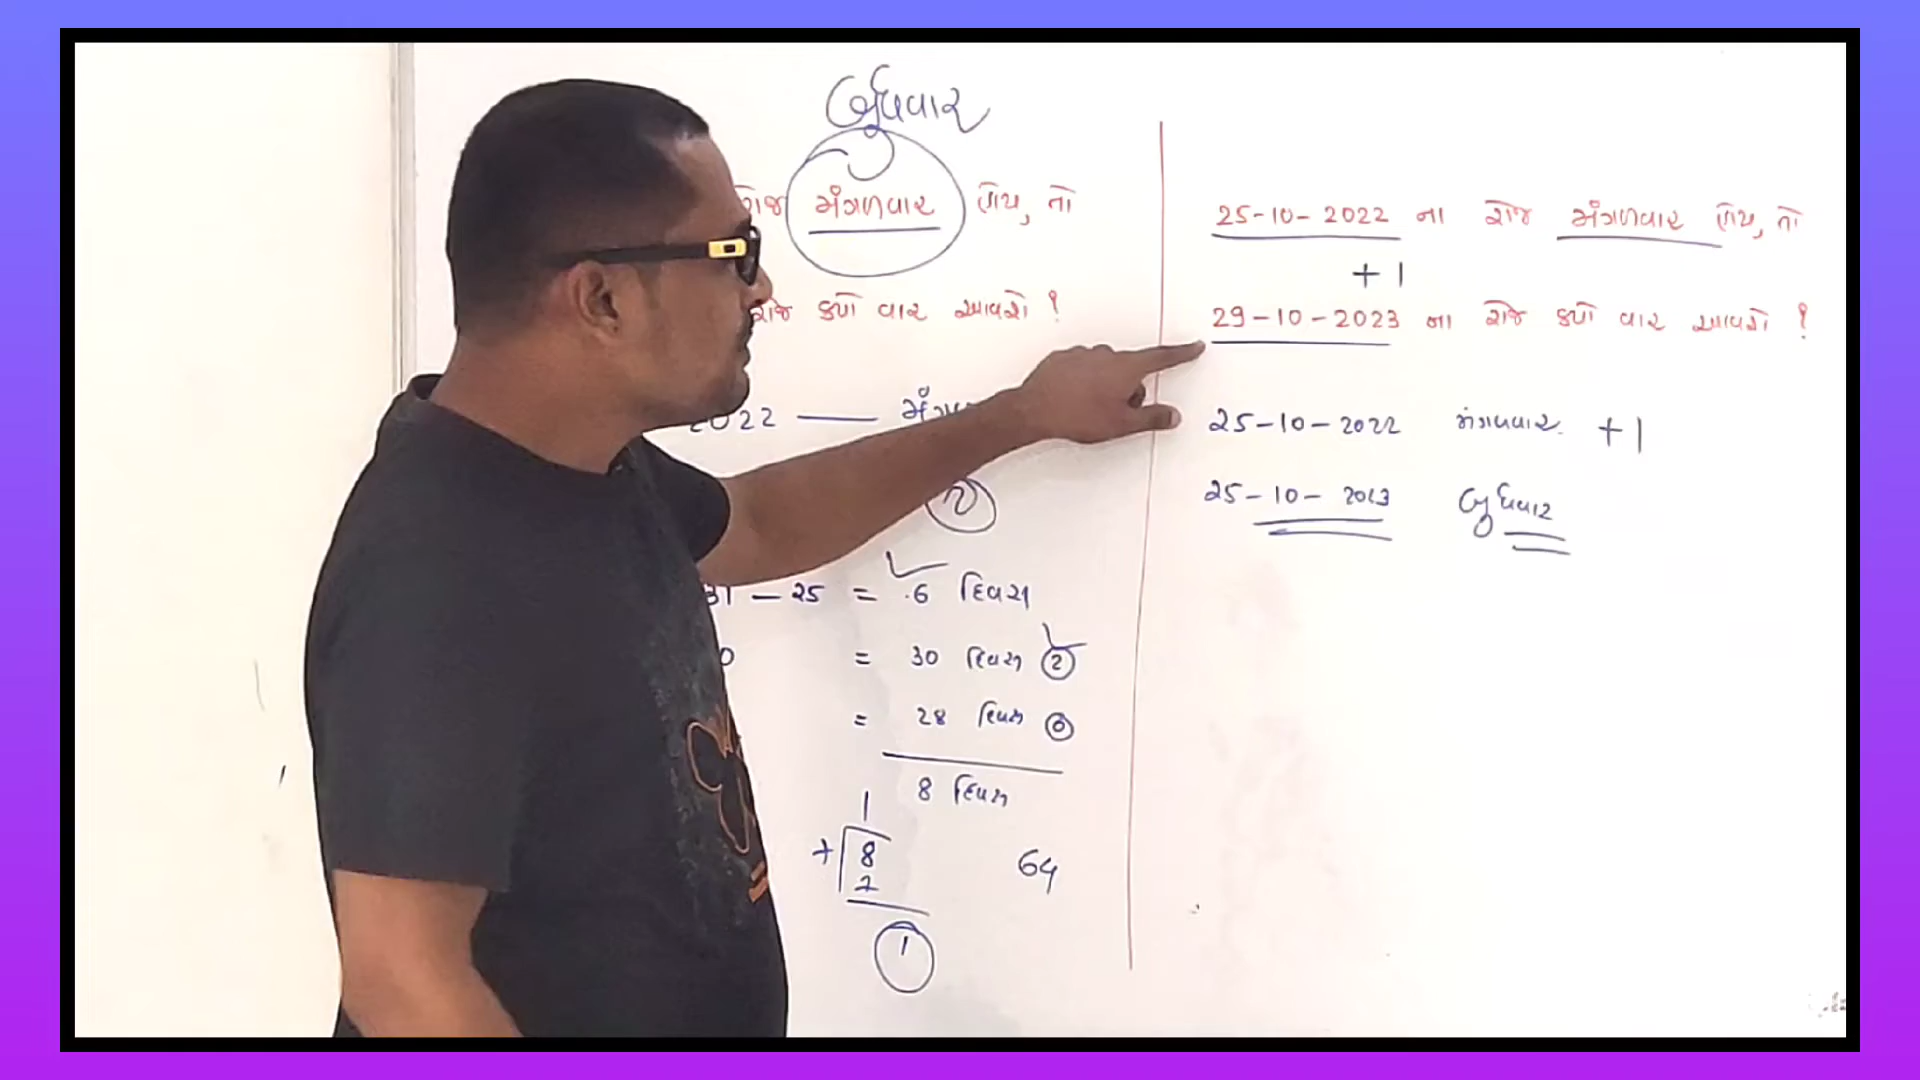 બુધવાર
રોજ મંગળવાર હોય, તો
રોજ કયો વાર આવશે ?
2022 —
31 - 25 = 6 દિવસ
0 = 30 દિવસ 2
= 28 દિવસ 0
8 દિવસ
1
+ 8
7
64
1
25-10-2022 ના રોજ મંગળવાર હોય, તો
+ 1
29-10-2023 ના રોજ કયો વાર આવશે ?
25-10-2022 મંગળવાર. +1
25-10-2023 બુધવાર